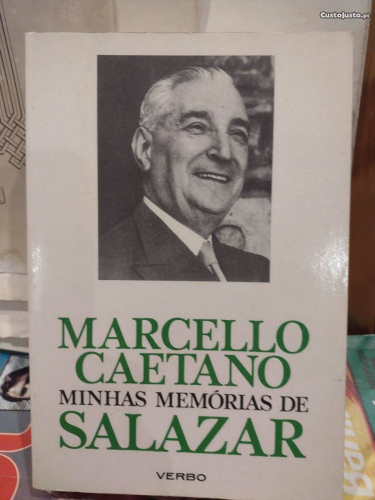 CustoJusto.pt
MARCELLO
CAETANO
MINHAS MEMÓRIAS DE
SALAZAR
VERBO